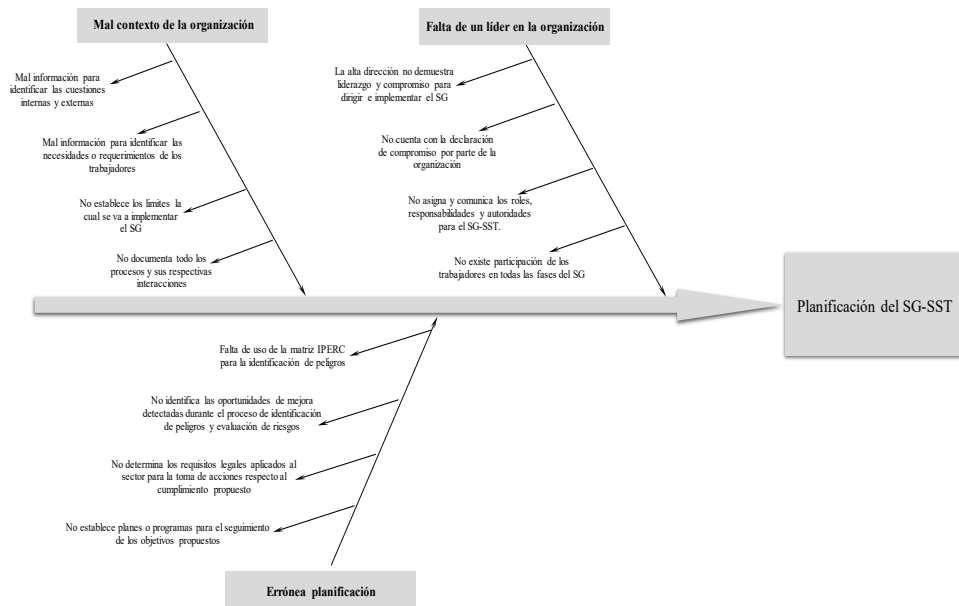 Mal contexto de la organización
Mal información para
identificar las cuestiones
internas y externas
Mal información para identificar las
necesidades o requerimientos de los
trabajadores
No establece los limites la
cual se va a implementar
el SG
No documenta todo los
procesos y sus respectivas
interacciones
Falta de un líder en la organización
La alta dirección no demuestra
liderazgo y compromiso para
dirigir e implementar el SG
No cuenta con la declaración
de compromiso por parte de la
organización
No asigna y comunica los roles,
responsabilidades y autoridades
para el SG-SST.
No existe participación de los
trabajadores en todas las fases del SG
Planificación del SG-SST
Falta de uso de la matriz IPERC
para la identificación de peligros
No identifica las oportunidades de mejora
detectadas durante el proceso de identificación
de peligros y evaluación de riesgos
No determina los requisitos legales aplicados al
sector para la toma de acciones respecto al
cumplimiento propuesto
No establece planes o programas para el seguimiento
de los objetivos propuestos
Errónea planificación